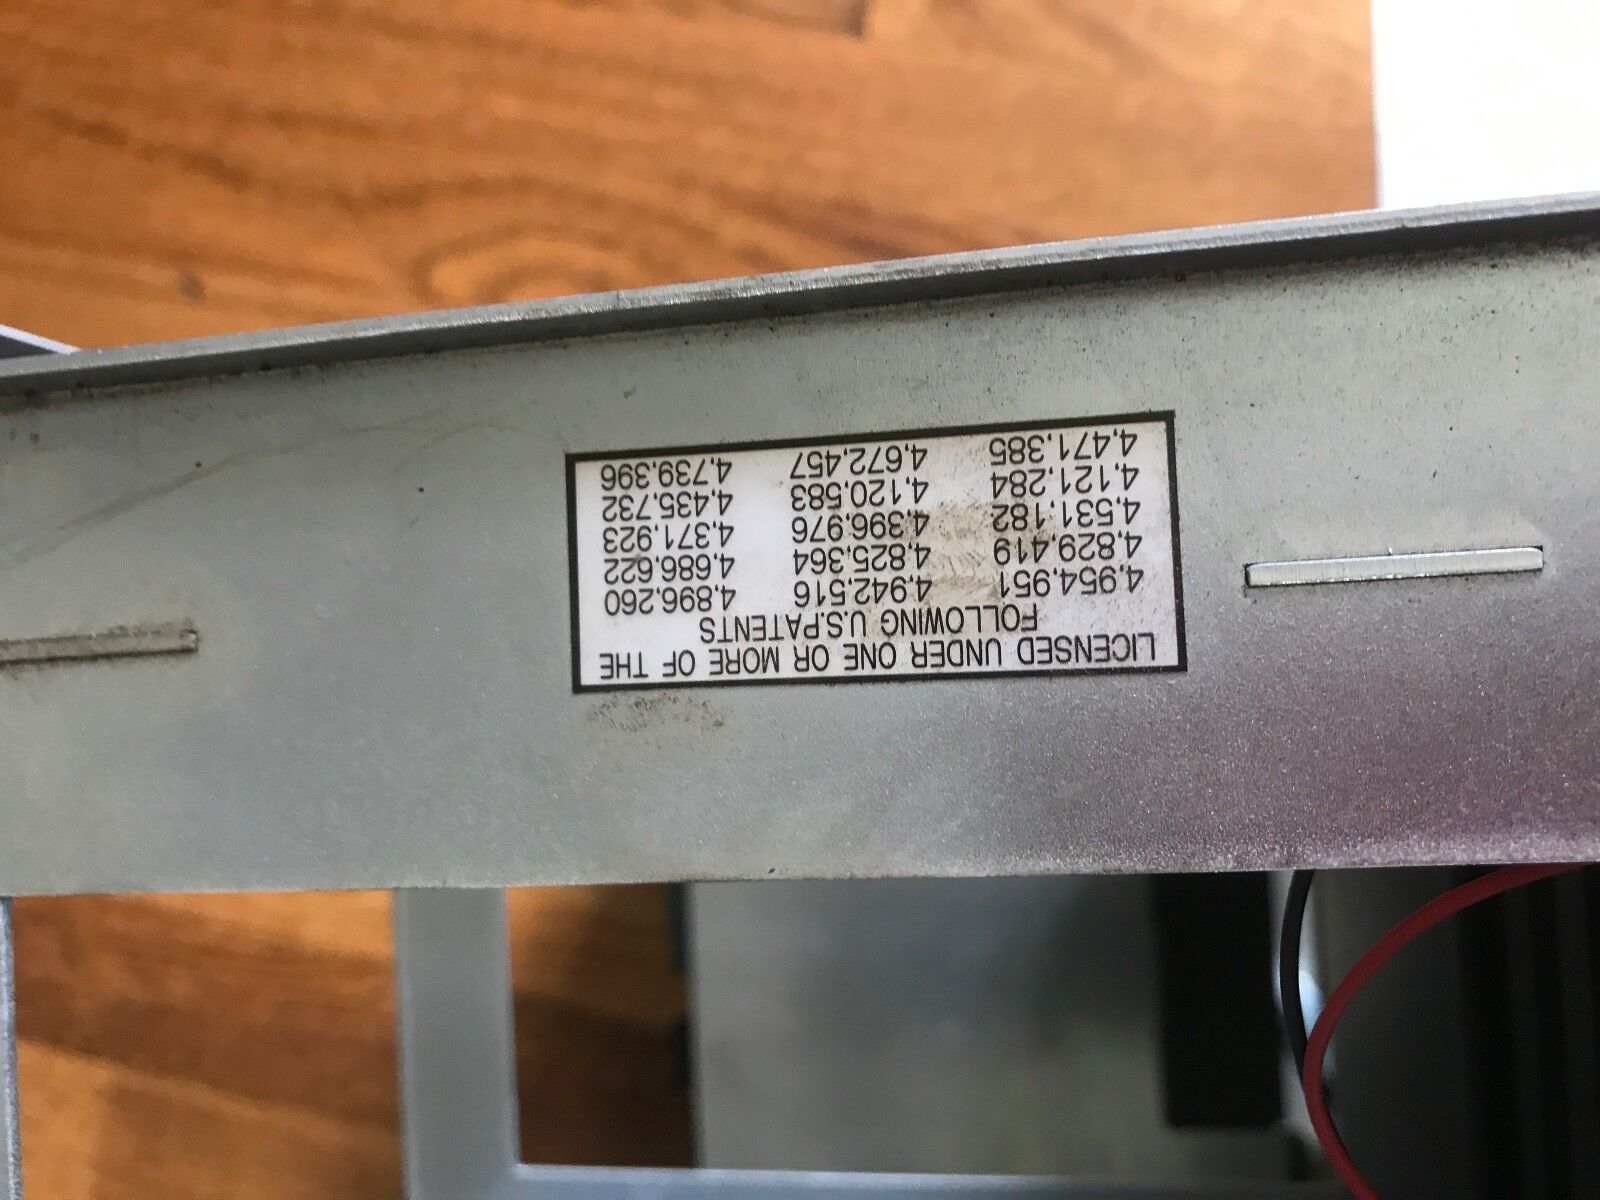 LICENSED UNDER ONE OR MORE OF THE
FOLLOWING U.S.PATENTS
4,954,951 4,942,516 4,896,260
4,829,419 4,825,364 4,686,622
4,531,182 4,396,976 4,371,923
4,121,284 4,120,583 4,435,732
4,471,385 4,672,457 4,739,396